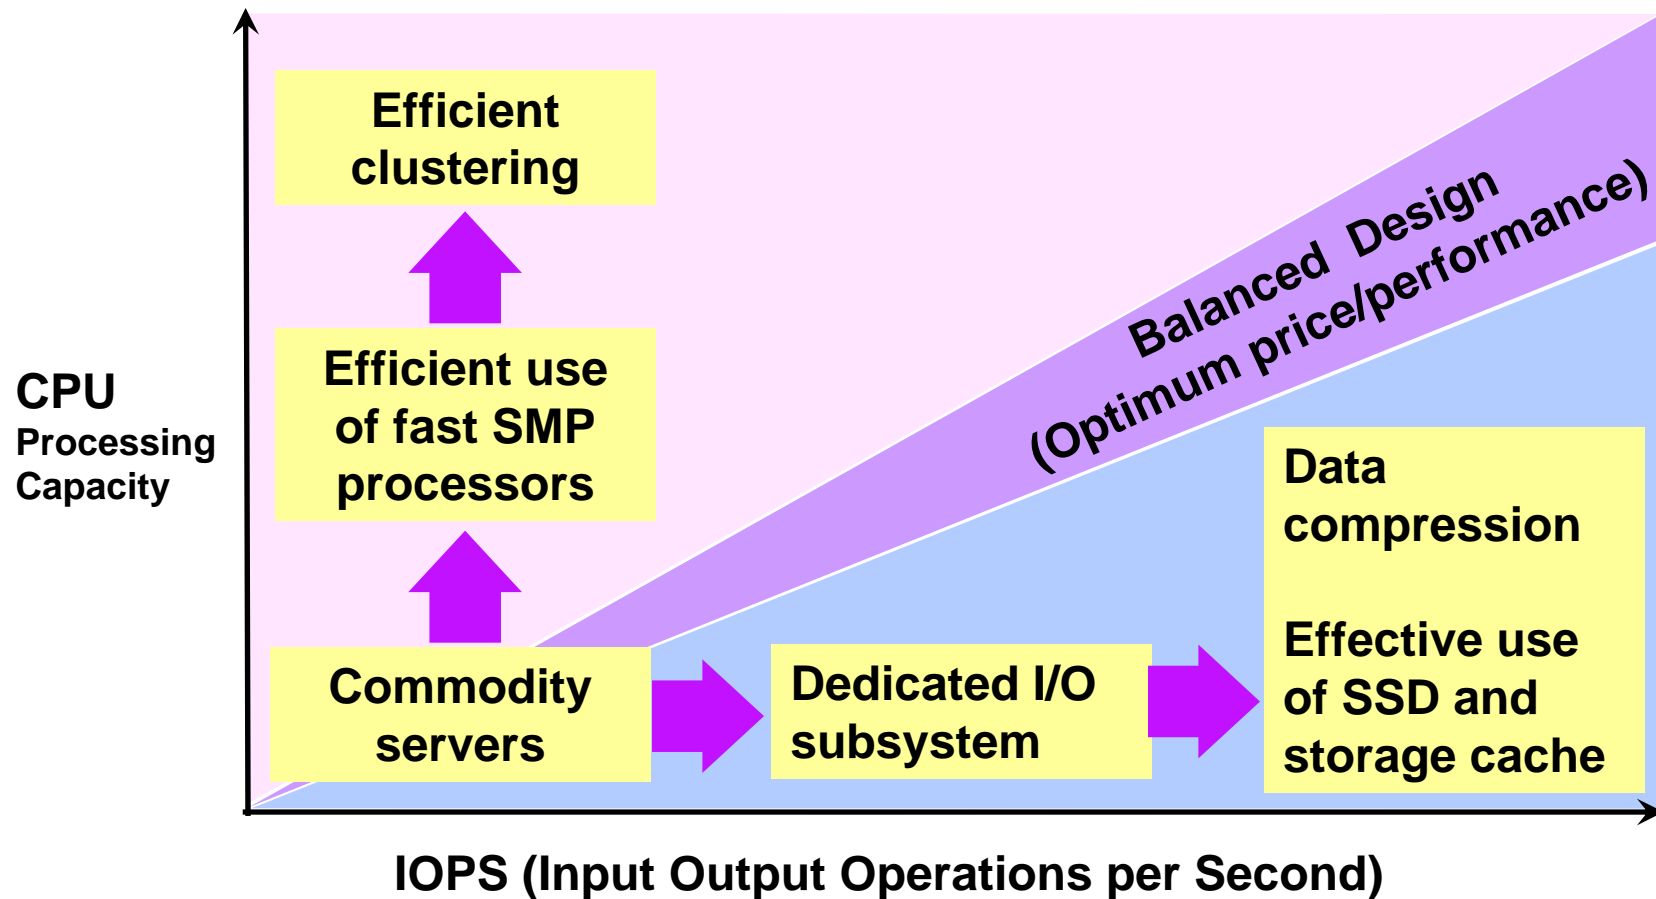 Efficient
clustering
Efficient use
of fast SMP
processors
CPU
Processing
Capacity
Balanced Design
(Optimum price/performance)
Data
compression
Effective use
of SSD and
storage cache
Commodity
servers
Dedicated I/O
subsystem
IOPS (Input Output Operations per Second)